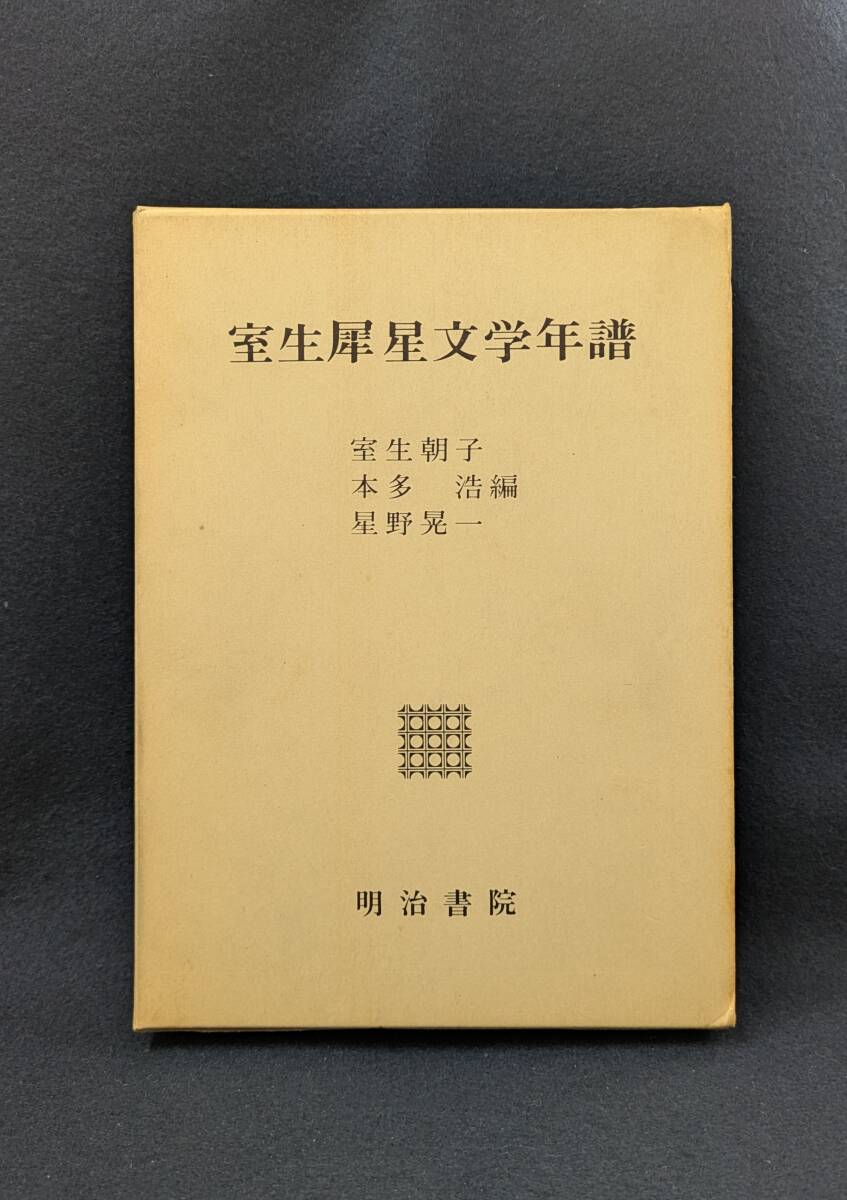 室生犀星文学年譜
室生朝子
本多　浩編
星野晃一
明治書院